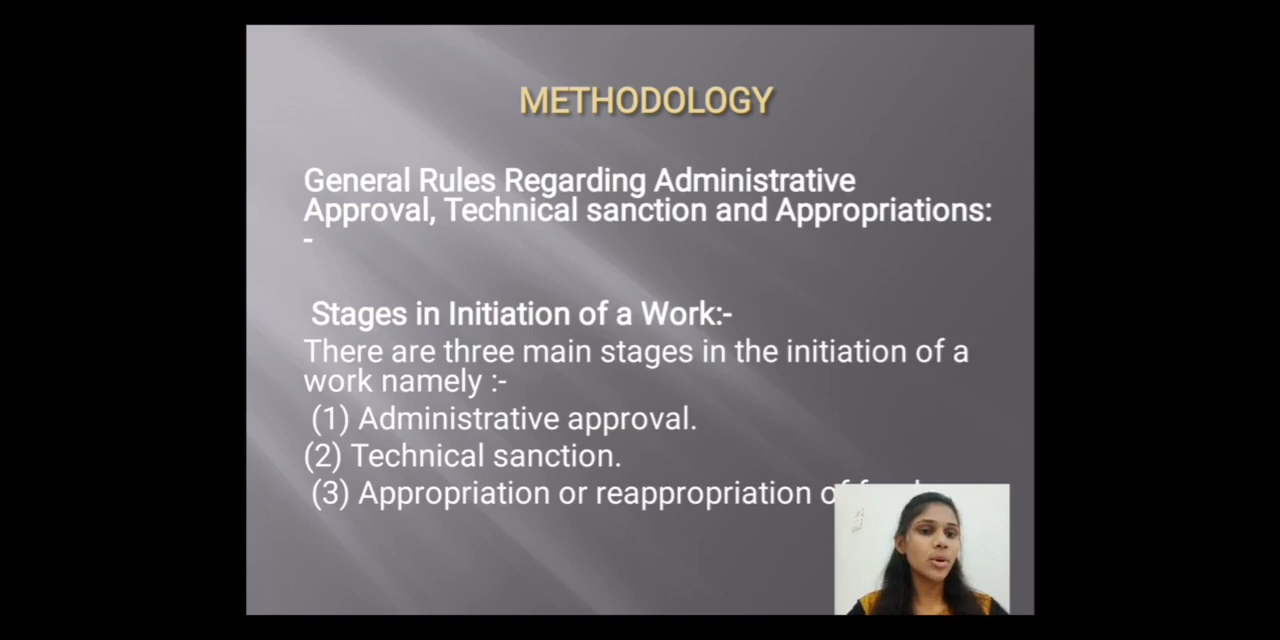 METHODOLOGY
General Rules Regarding Administrative
Approval, Technical sanction and Appropriations:
-
Stages in Initiation of a Work:-
There are three main stages in the initiation of a
work namely :-
(1) Administrative approval.
(2) Technical sanction.
(3) Appropriation or reappropriation of